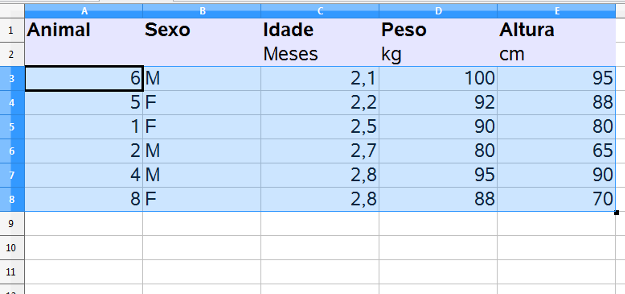 A B C D E
1 Animal Sexo Idade Peso Altura
2 Meses kg cm
3 6 M 2,1 100 95
4 5 F 2,2 92 88
5 1 F 2,5 90 80
6 2 M 2,7 80 65
7 4 M 2,8 95 90
8 8 F 2,8 88 70
9
10
11